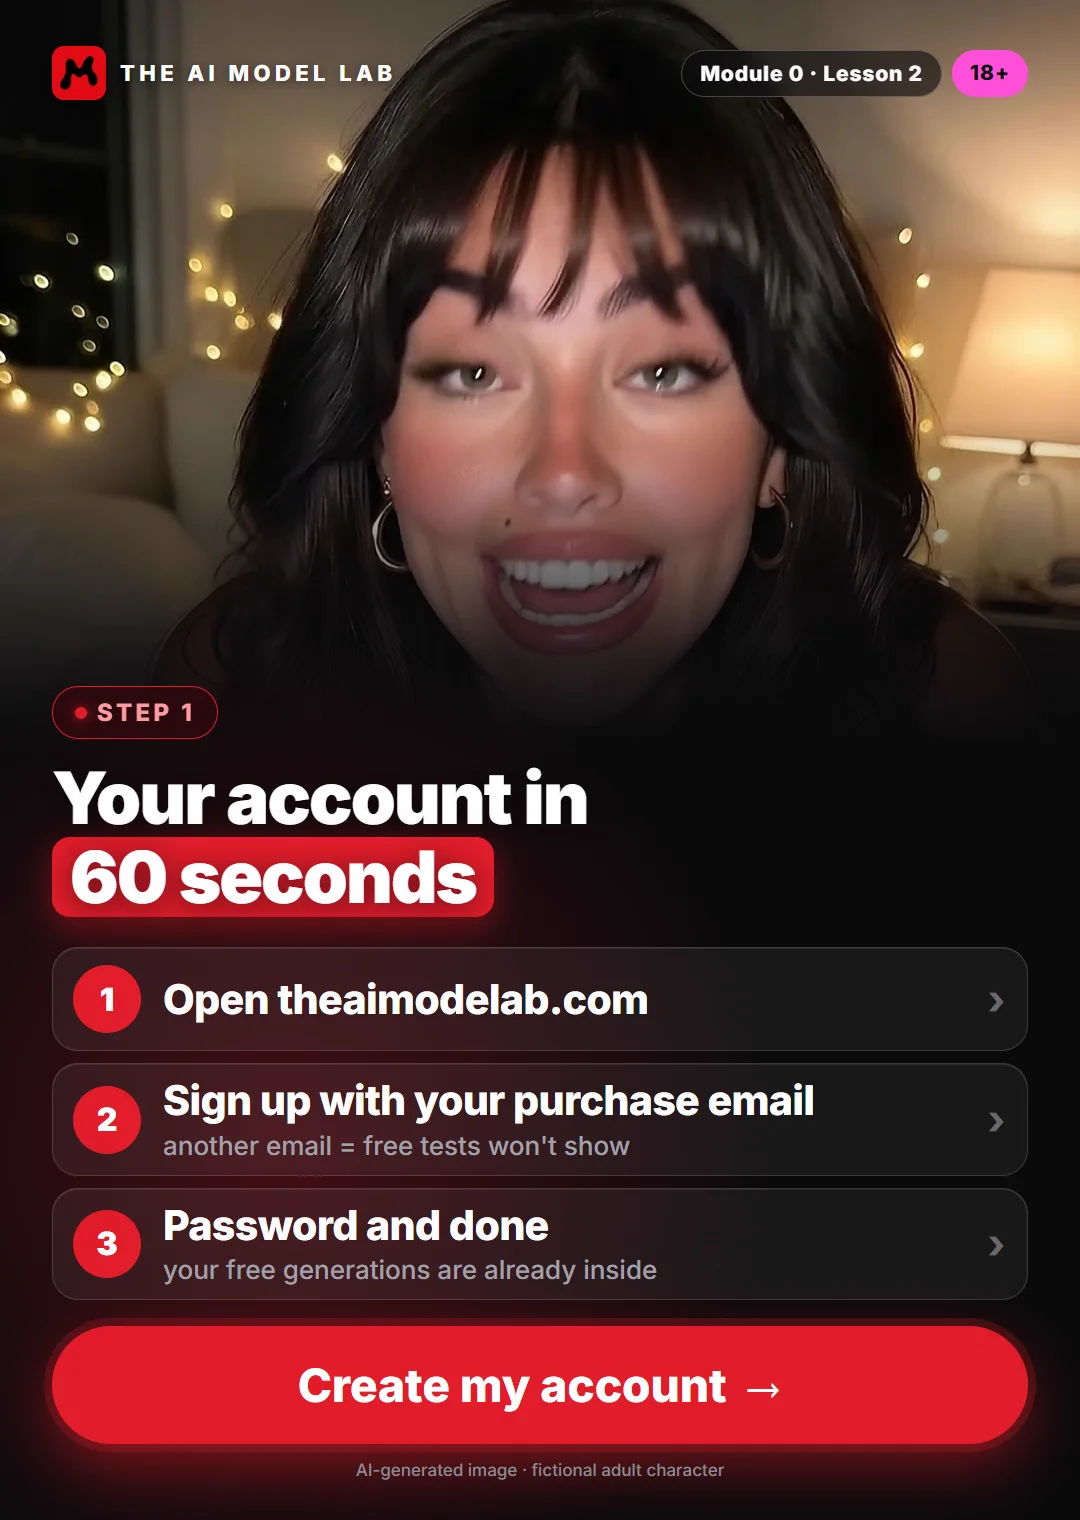 THE AI MODEL LAB
Module 0 · Lesson 2
18+
STEP 1
Your account in
60 seconds
1
Open theaimodelab.com
›
2
Sign up with your purchase email
another email = free tests won't show
›
3
Password and done
your free generations are already inside
›
Create my account →
AI-generated image · fictional adult character